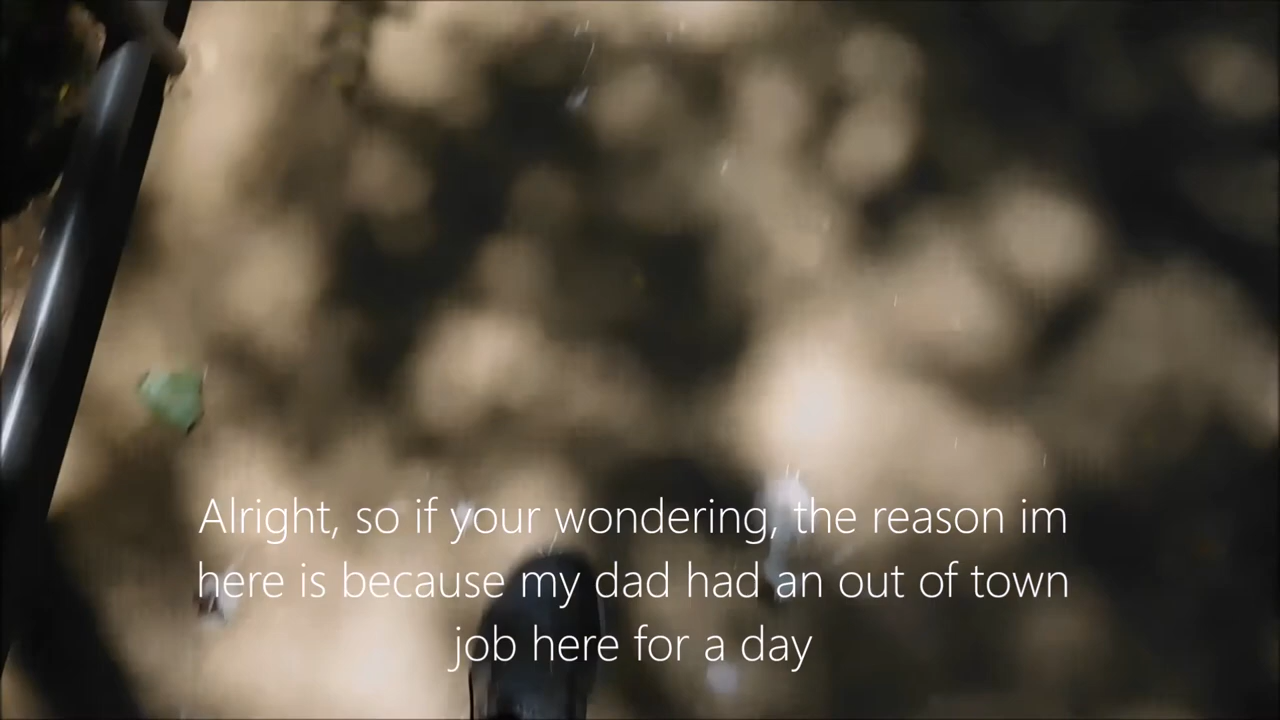 Alright, so if your wondering, the reason im
here is because my dad had an out of town
job here for a day